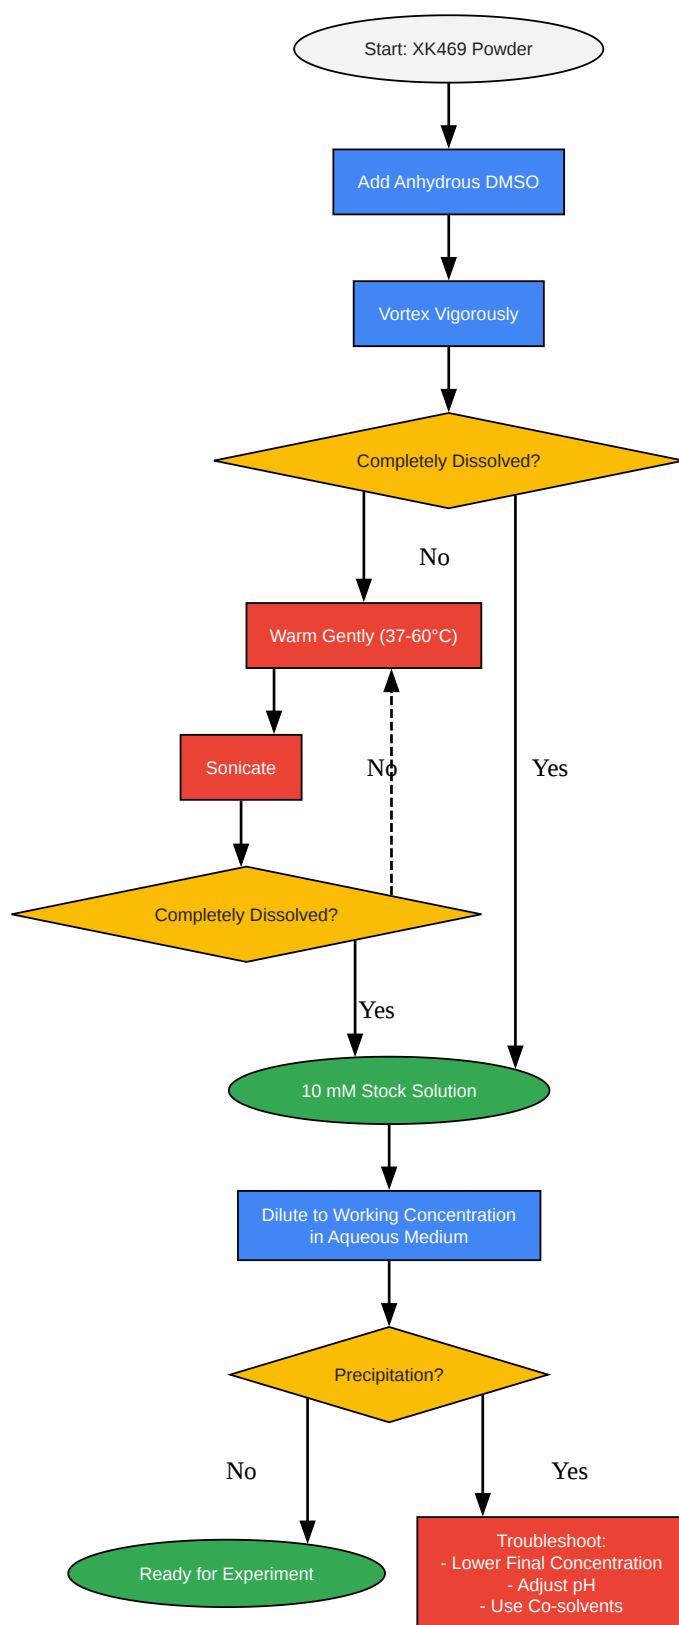 Start: XK469 Powder
Add Anhydrous DMSO
Vortex Vigorously
Completely Dissolved?
No
Warm Gently (37-60°C)
Sonicate
No
Yes
Completely Dissolved?
Yes
10 mM Stock Solution
Dilute to Working Concentration
in Aqueous Medium
Precipitation?
No
Yes
Ready for Experiment
Troubleshoot:
- Lower Final Concentration
- Adjust pH
- Use Co-solvents